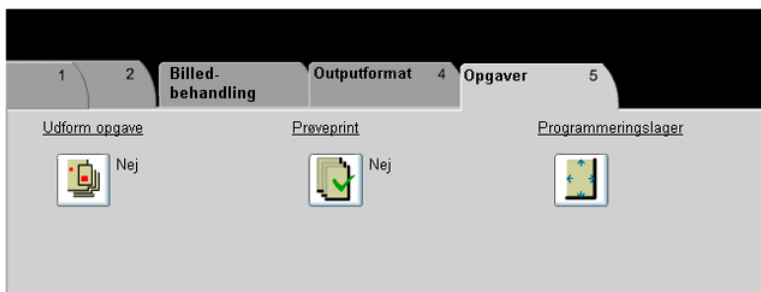 1
2
Billed-
behandling
Outputformat 4
Opgaver 5
Udform opgave
Prøveprint
Programmeringslager
Nej
Nej